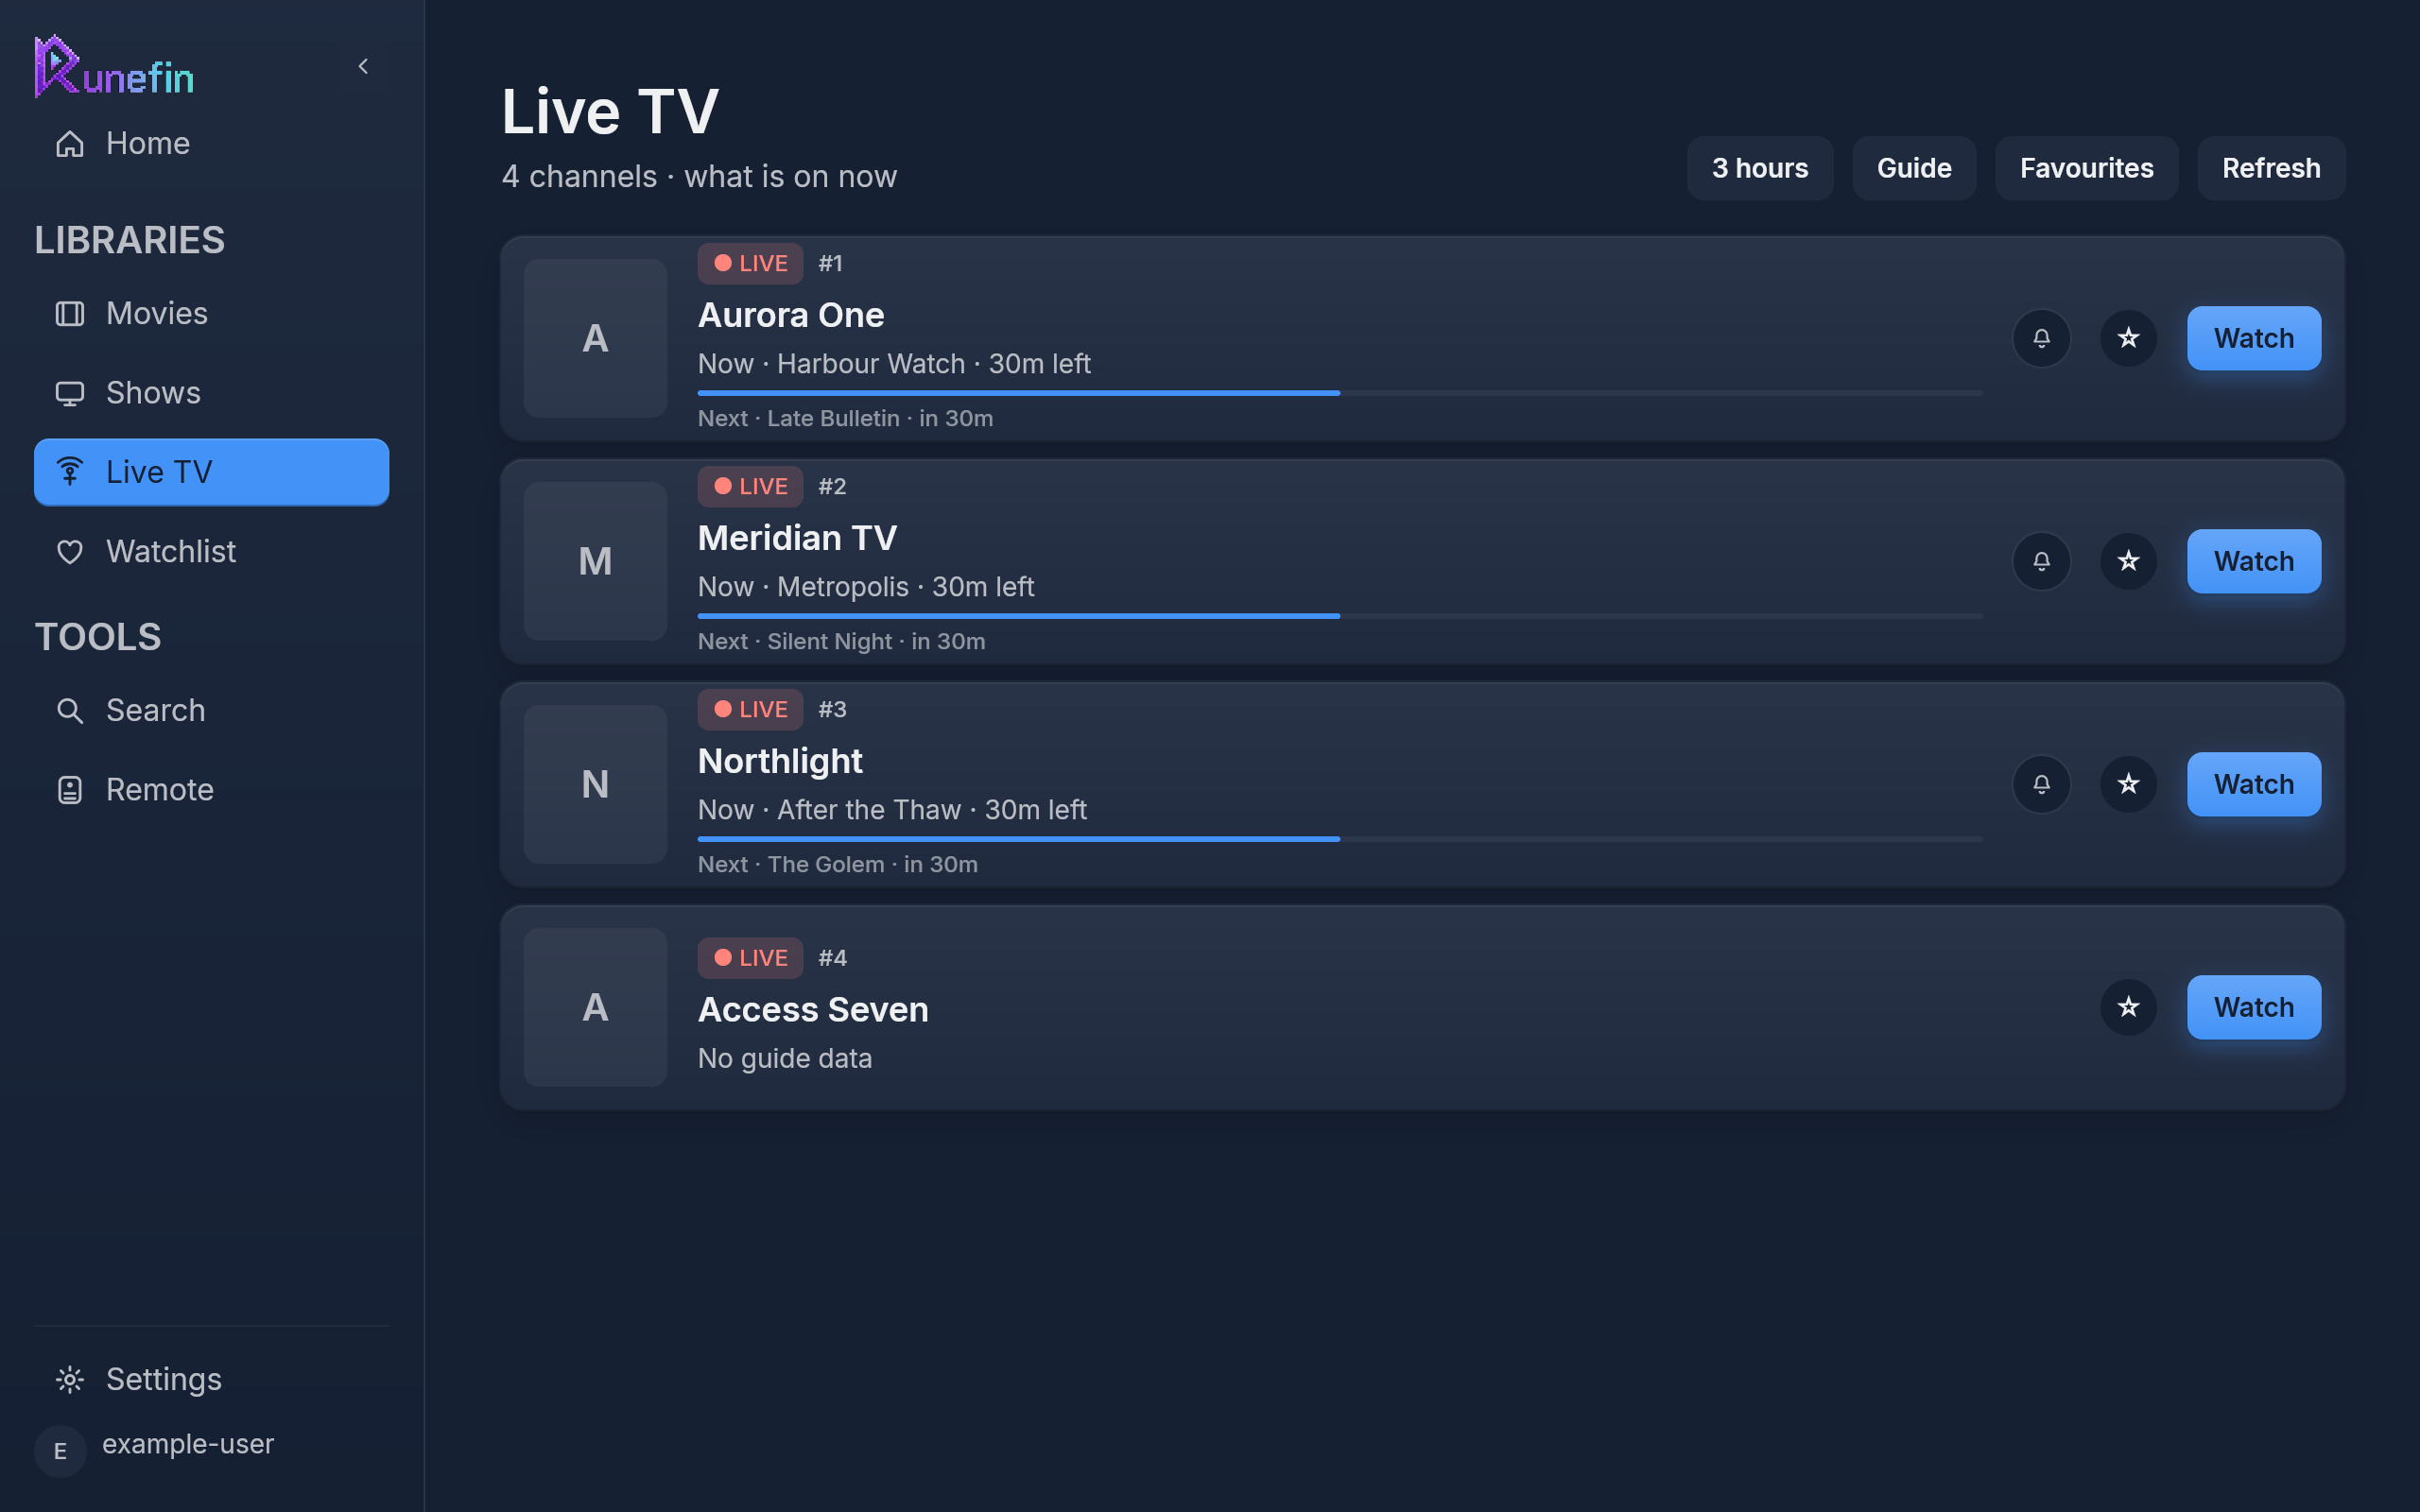 Runefin
Home
LIBRARIES
Movies
Shows
Live TV
Watchlist
TOOLS
Search
Remote
Settings
E
example-user
Live TV
4 channels · what is on now
3 hours
Guide
Favourites
Refresh
A
LIVE #1
Aurora One
Now · Harbour Watch · 30m left
Next · Late Bulletin · in 30m
Watch
M
LIVE #2
Meridian TV
Now · Metropolis · 30m left
Next · Silent Night · in 30m
Watch
N
LIVE #3
Northlight
Now · After the Thaw · 30m left
Next · The Golem · in 30m
Watch
A
LIVE #4
Access Seven
No guide data
Watch